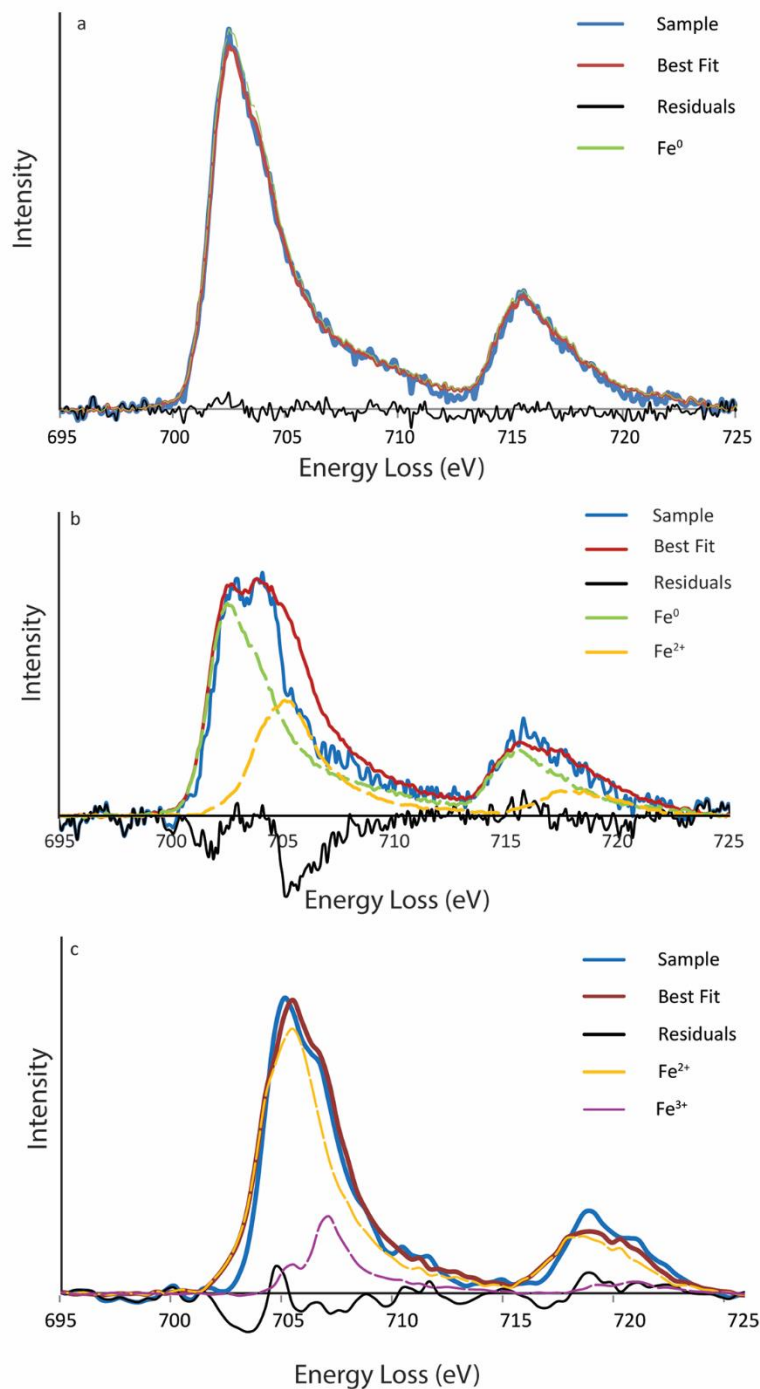 a
Sample
Best Fit
Residuals
Fe⁰
Intensity
695 700 705 710 715 720 725
Energy Loss (eV)
b
Sample
Best Fit
Residuals
Fe⁰
Fe²⁺
Intensity
695 700 705 710 715 720 725
Energy Loss (eV)
c
Sample
Best Fit
Residuals
Fe²⁺
Fe³⁺
Intensity
695 700 705 710 715 720 725
Energy Loss (eV)